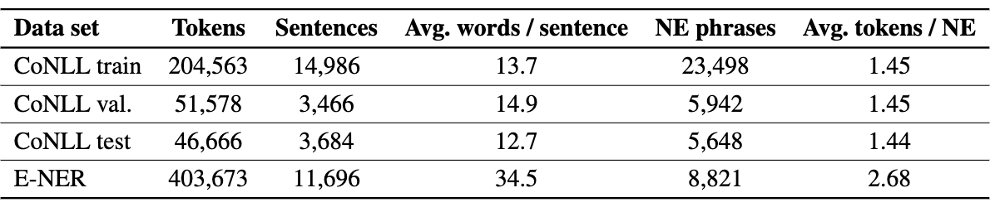 Data set Tokens Sentences Avg. words / sentence NE phrases Avg. tokens / NE
CoNLL train 204,563 14,986 13.7 23,498 1.45
CoNLL val. 51,578 3,466 14.9 5,942 1.45
CoNLL test 46,666 3,684 12.7 5,648 1.44
E-NER 403,673 11,696 34.5 8,821 2.68